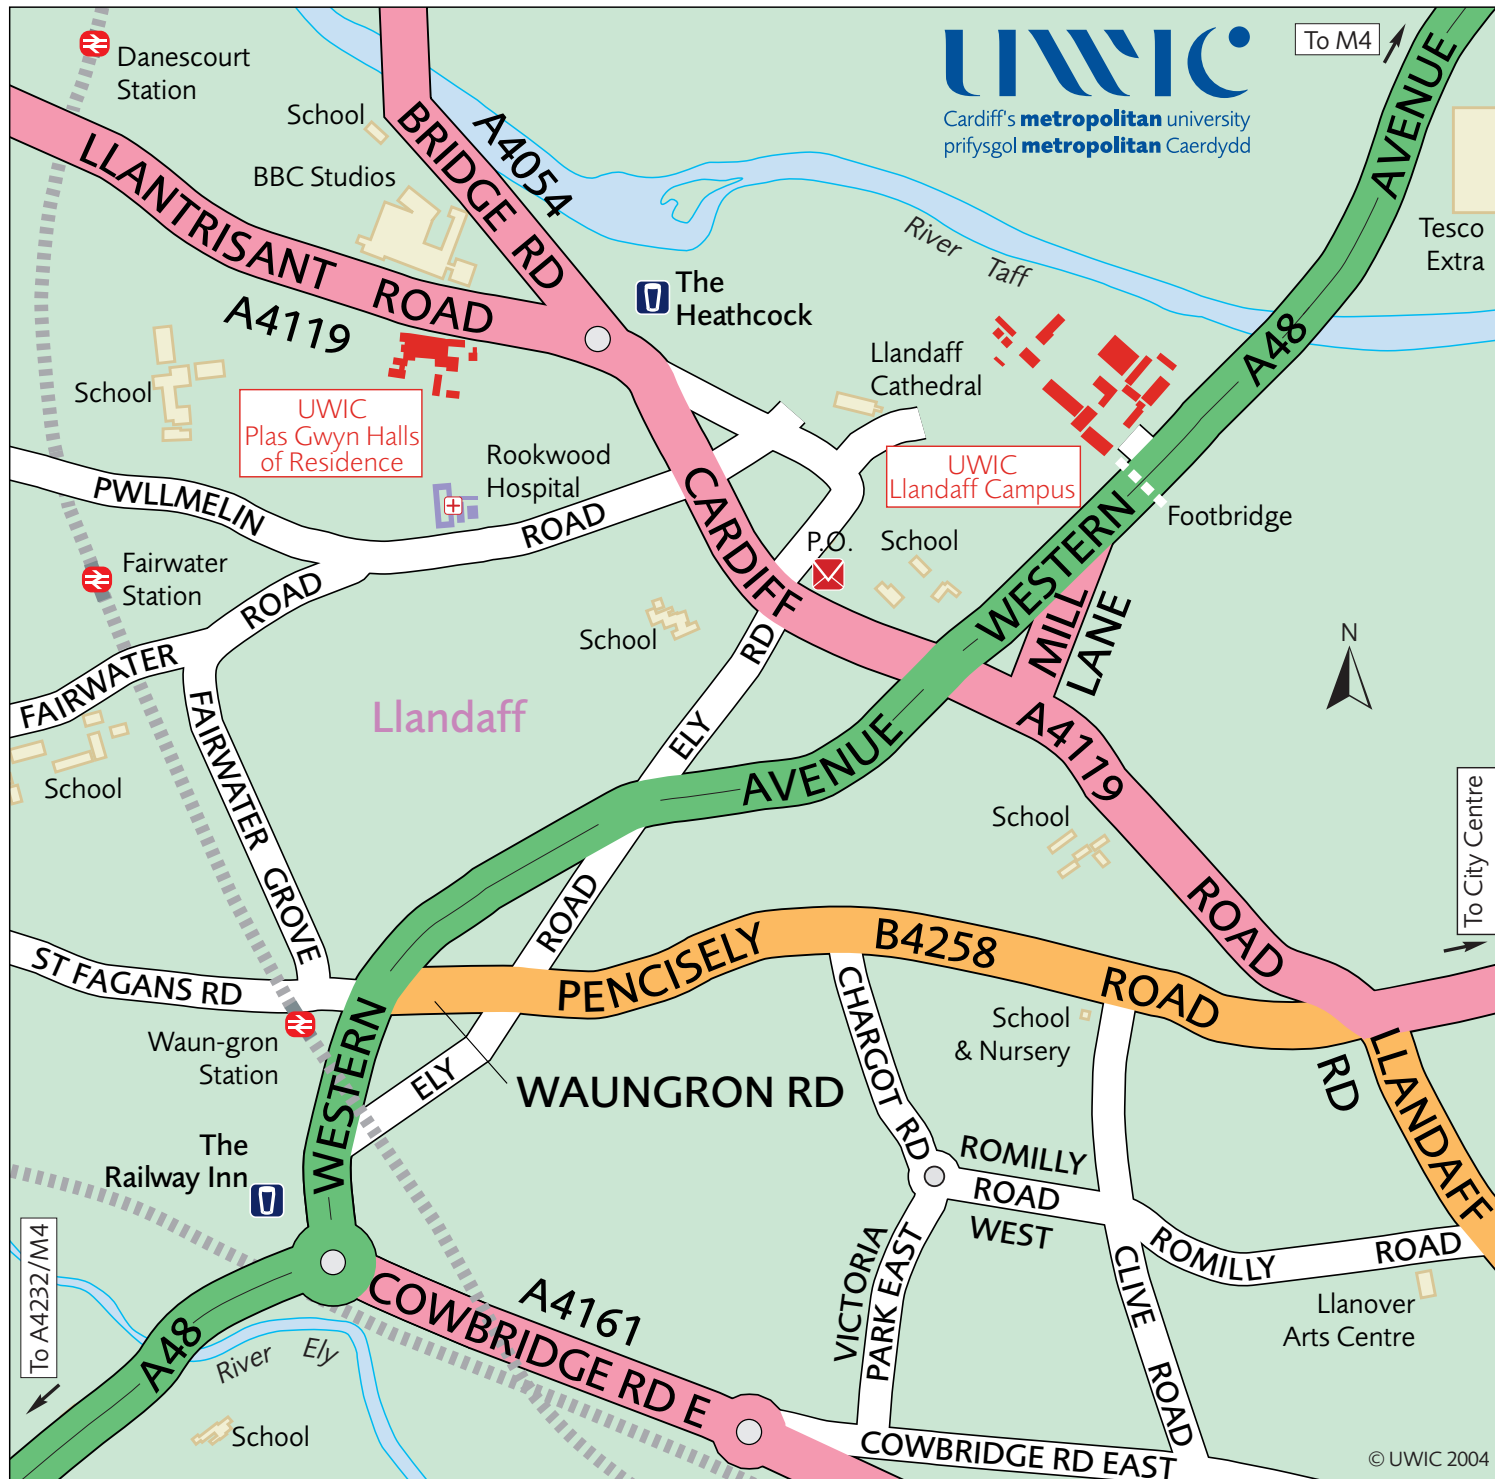 Danescourt
Station
School
BBC Studios
BRIDGE RD
A4054
UWIC
Cardiff's metropolitan university
prifysgol metropolitan Caerdydd
To M4
AVENUE
Tesco
Extra
LLANTRISANT ROAD
A4119
River Taff
The
Heathcock
A48
Llandaff
Cathedral
School
UWIC
Plas Gwyn Halls
of Residence
Rookwood
Hospital
UWIC
Llandaff Campus
Footbridge
PWLLMELIN
ROAD
CARDIFF
P.O.
School
WESTERN
Fairwater
Station
ROAD
FAIRWATER
School
RD
MILL
LANE
N
Llandaff
ELY
AVENUE
A4119
FAIRWATER GROVE
School
School
To City Centre
ROAD
ROAD
ST FAGANS RD
PENCISELY
B4258
ROAD
Waun-gron
Station
WESTERN
ELY
WAUNGRON RD
CHARGOT RD
School
& Nursery
RD
LLANDAFF
The
Railway Inn
ROMILLY
ROAD
WEST
ROMILLY
ROAD
VICTORIA
PARK EAST
CLIVE ROAD
Llanover
Arts Centre
To A4232/M4
A48
River Ely
A4161
COWBRIDGE RD E
School
COWBRIDGE RD EAST
© UWIC 2004